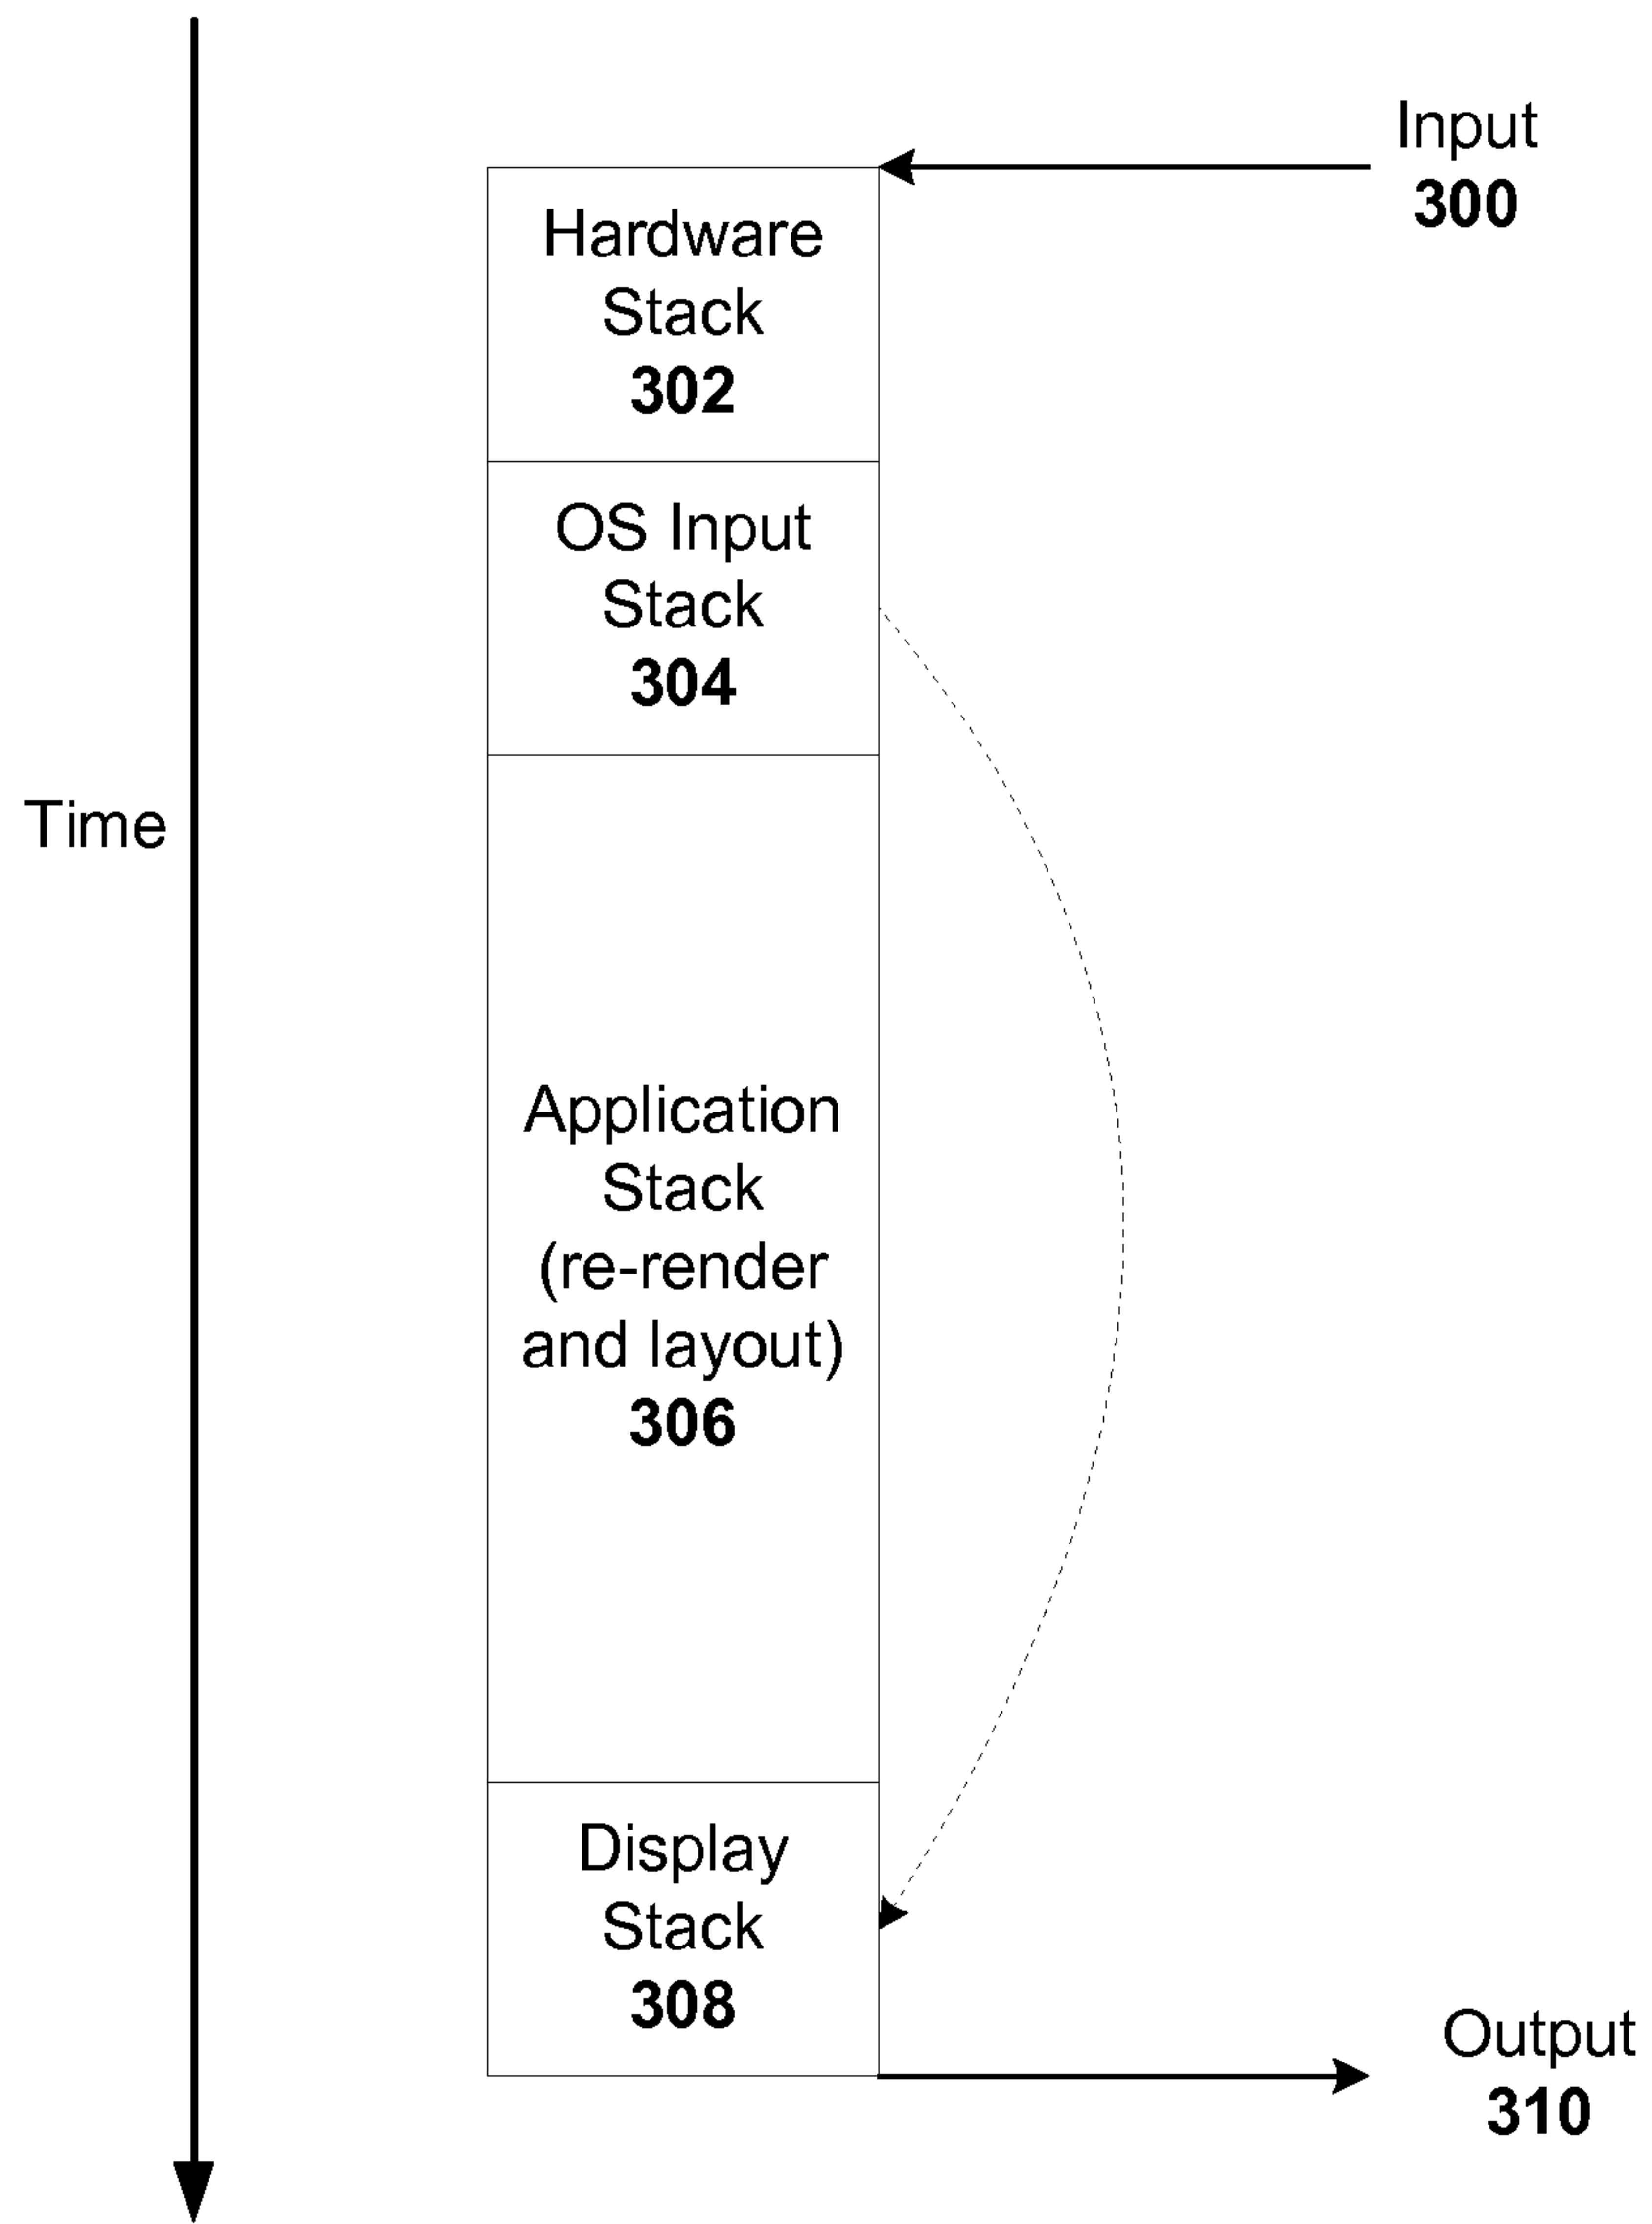 Input
300
Hardware
Stack
302
OS Input
Stack
304
Time
Application
Stack
(re-render
and layout)
306
Display
Stack
308
Output
310